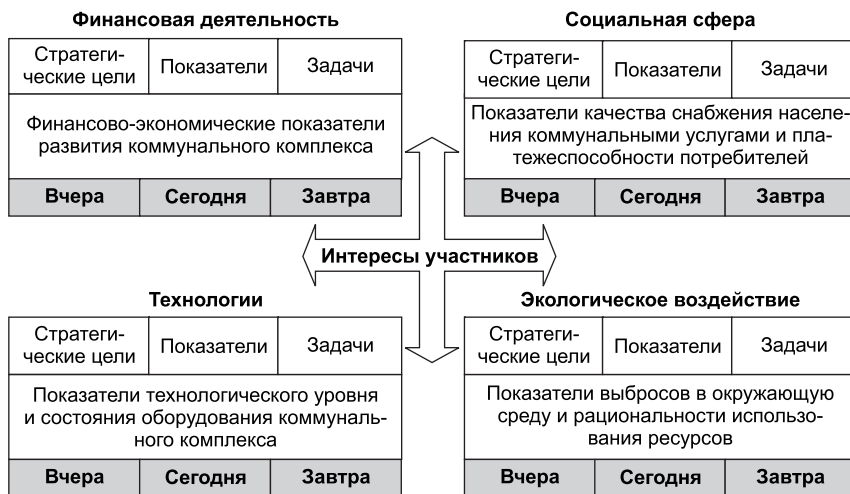 Финансовая деятельность
Стратеги-
ческие цели
Показатели
Задачи
Финансово-экономические показатели
развития коммунального комплекса
Вчера
Сегодня
Завтра
Социальная сфера
Стратеги-
ческие цели
Показатели
Задачи
Показатели качества снабжения населе-
ния коммунальными услугами и пла-
тежеспособности потребителей
Вчера
Сегодня
Завтра
Интересы участников
Технологии
Стратеги-
ческие цели
Показатели
Задачи
Показатели технологического уровня
и состояния оборудования коммуналь-
ного комплекса
Вчера
Сегодня
Завтра
Экологическое воздействие
Стратеги-
ческие цели
Показатели
Задачи
Показатели выбросов в окружающую
среду и рациональности использо-
вания ресурсов
Вчера
Сегодня
Завтра